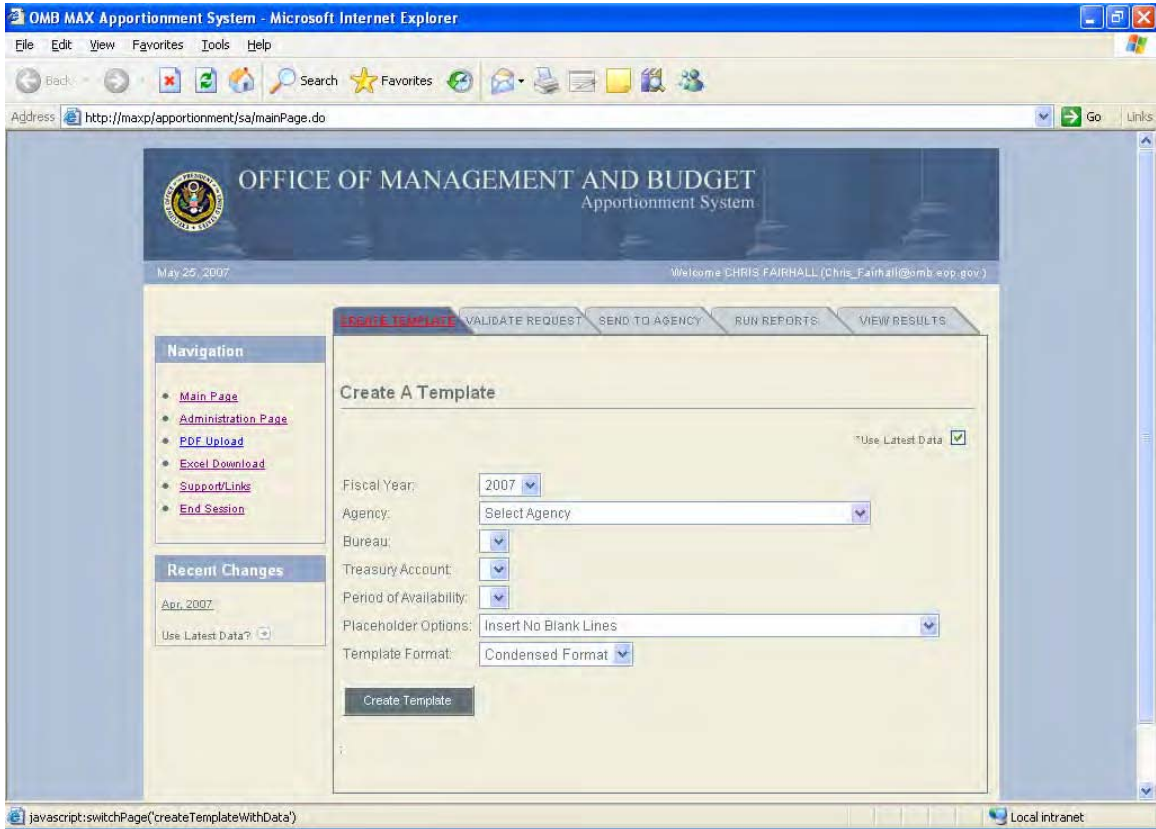 OMB MAX Apportionment System - Microsoft Internet Explorer
File Edit View Favorites Tools Help
Back Search Favorites
Address http://maxp/apportionment/sa/mainPage.do Go Links
OFFICE OF MANAGEMENT AND BUDGET
Apportionment System
May 25, 2007 Welcome CHRIS FAIRHALL (Chris_Fairhall@omb.eop.gov)
CREATE TEMPLATE VALIDATE REQUEST SEND TO AGENCY RUN REPORTS VIEW RESULTS
Navigation
Main Page
Administration Page
PDF Upload
Excel Download
Support/Links
End Session
Recent Changes
Apr, 2007
Use Latest Data?
Create A Template
*Use Latest Data
Fiscal Year: 2007
Agency: Select Agency
Bureau:
Treasury Account:
Period of Availability:
Placeholder Options: Insert No Blank Lines
Template Format: Condensed Format
Create Template
;
javascript:switchPage('createTemplateWithData') Local intranet